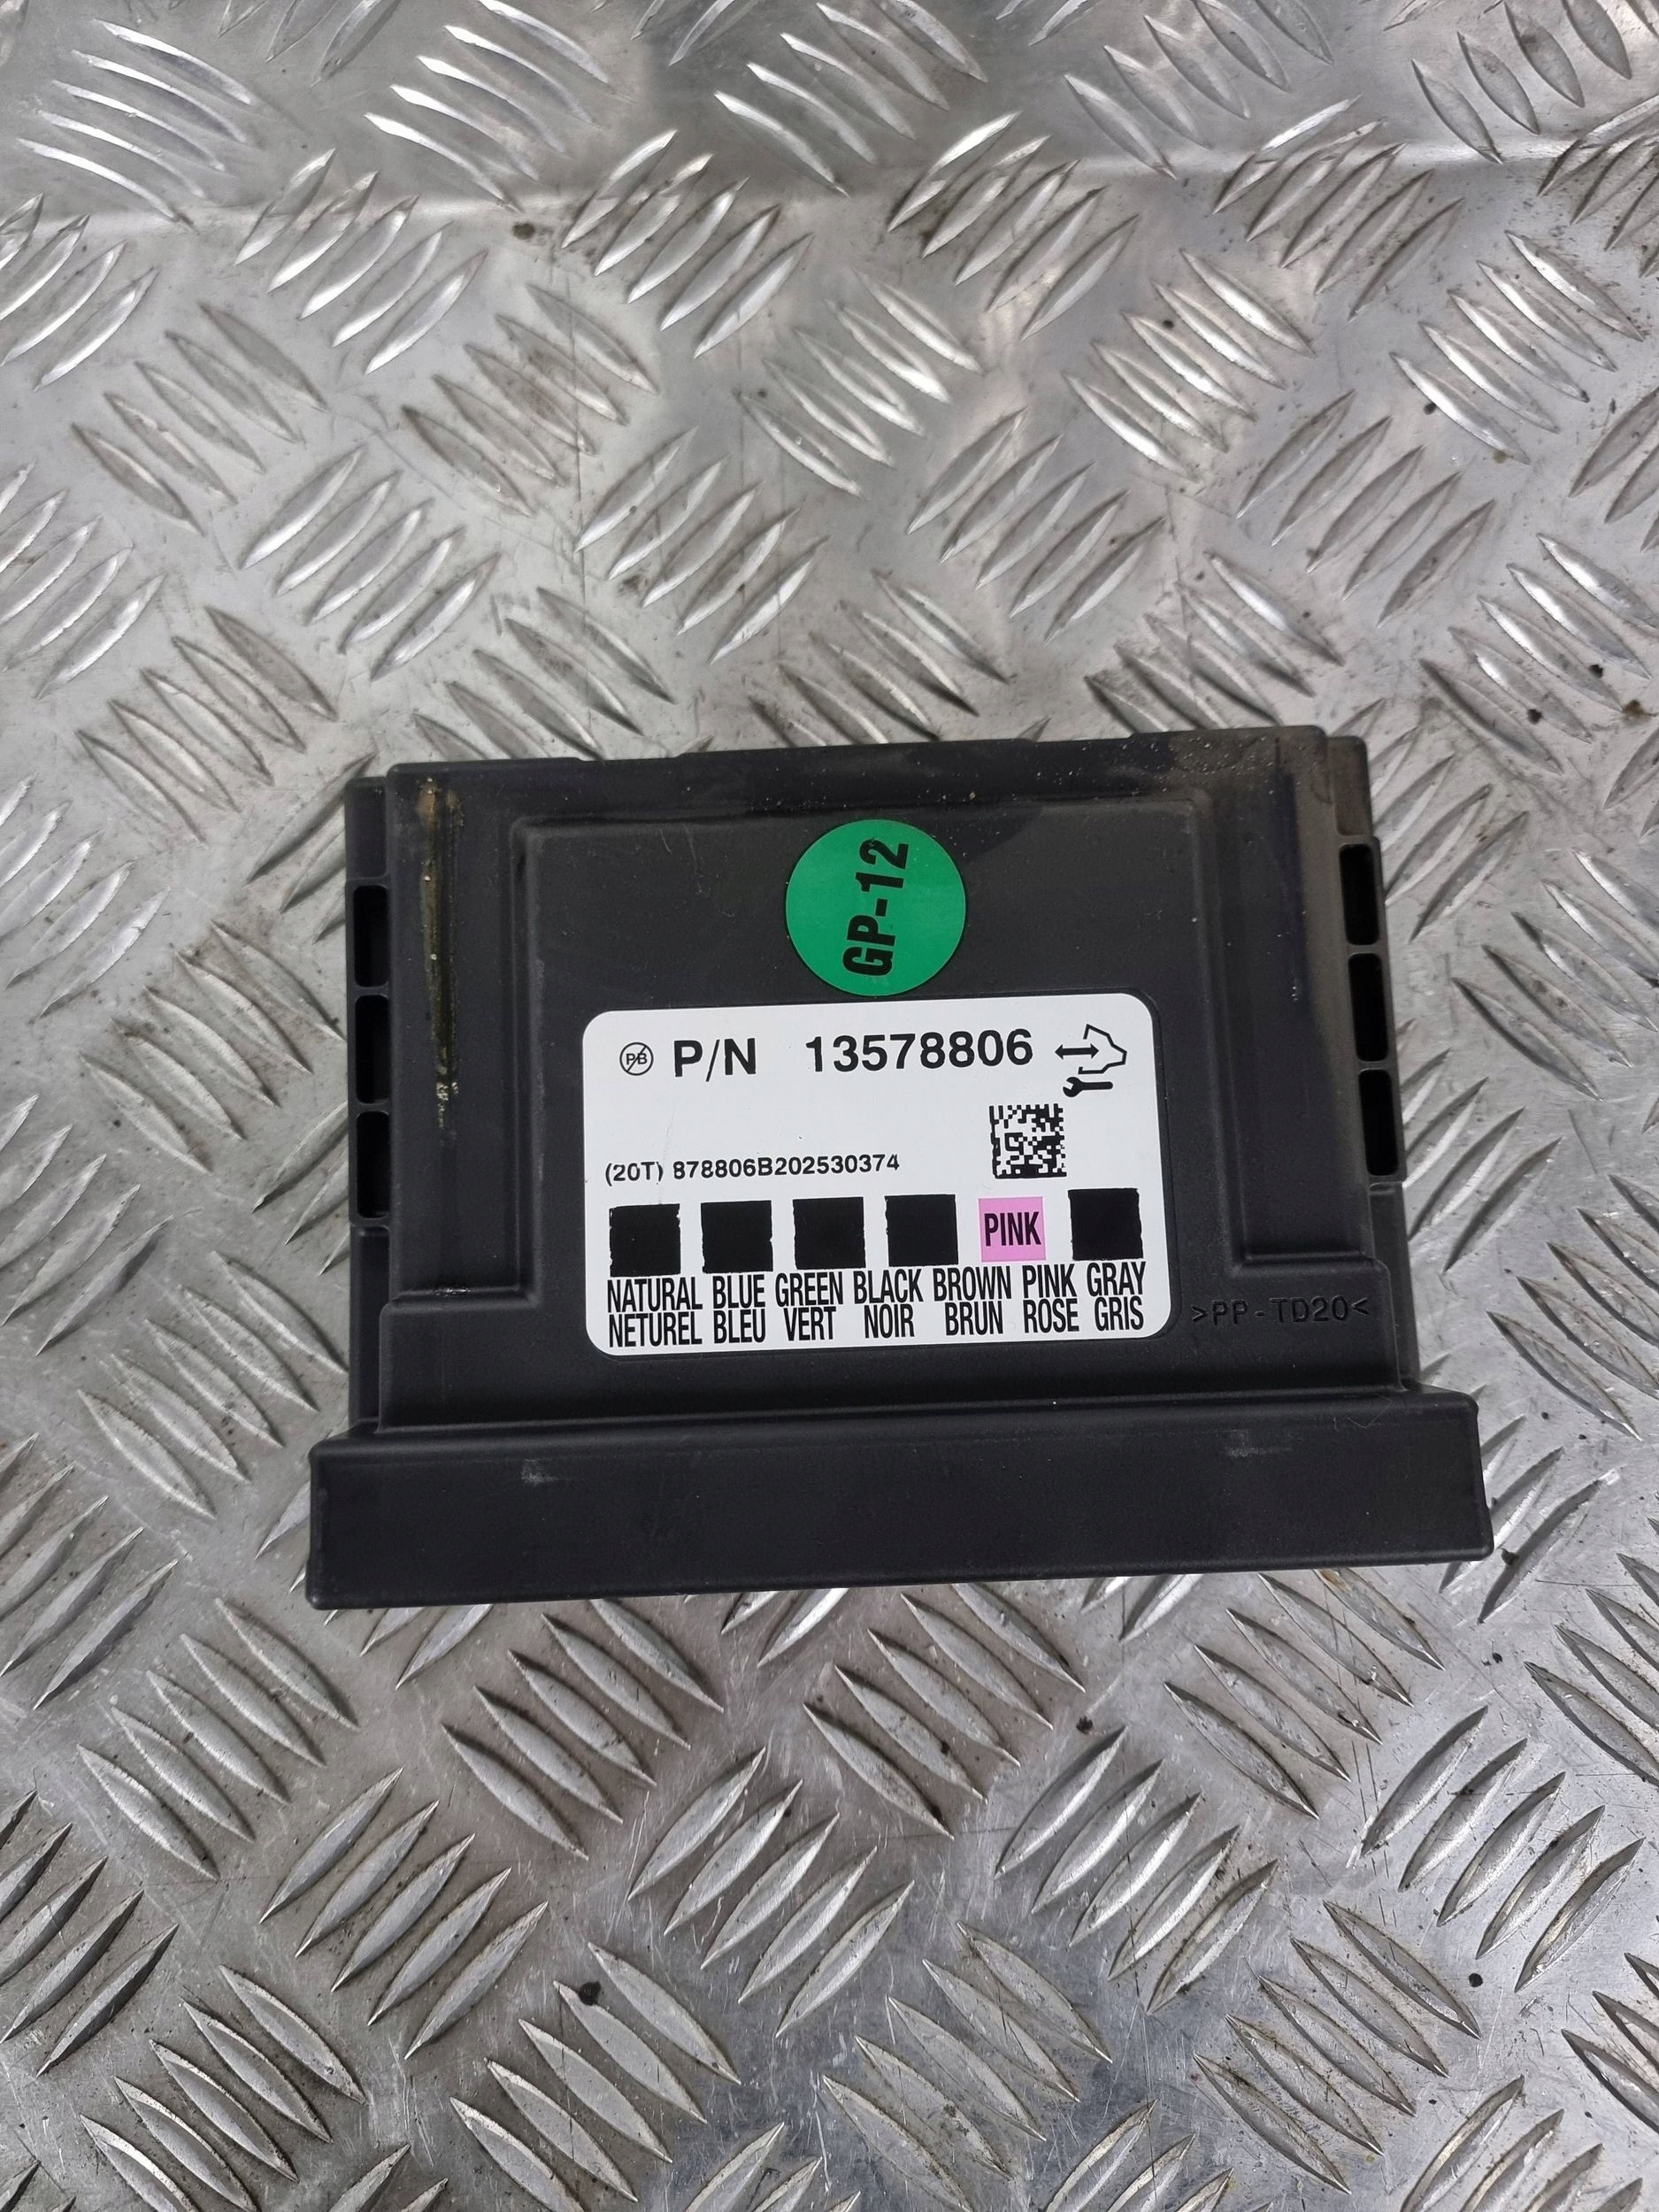 GP-12
PB P/N 13578806
(20T) 878806B202530374
PINK
NATURAL BLUE GREEN BLACK BROWN PINK GRAY
NETUREL BLEU VERT NOIR BRUN ROSE GRIS
>PP-TD20<